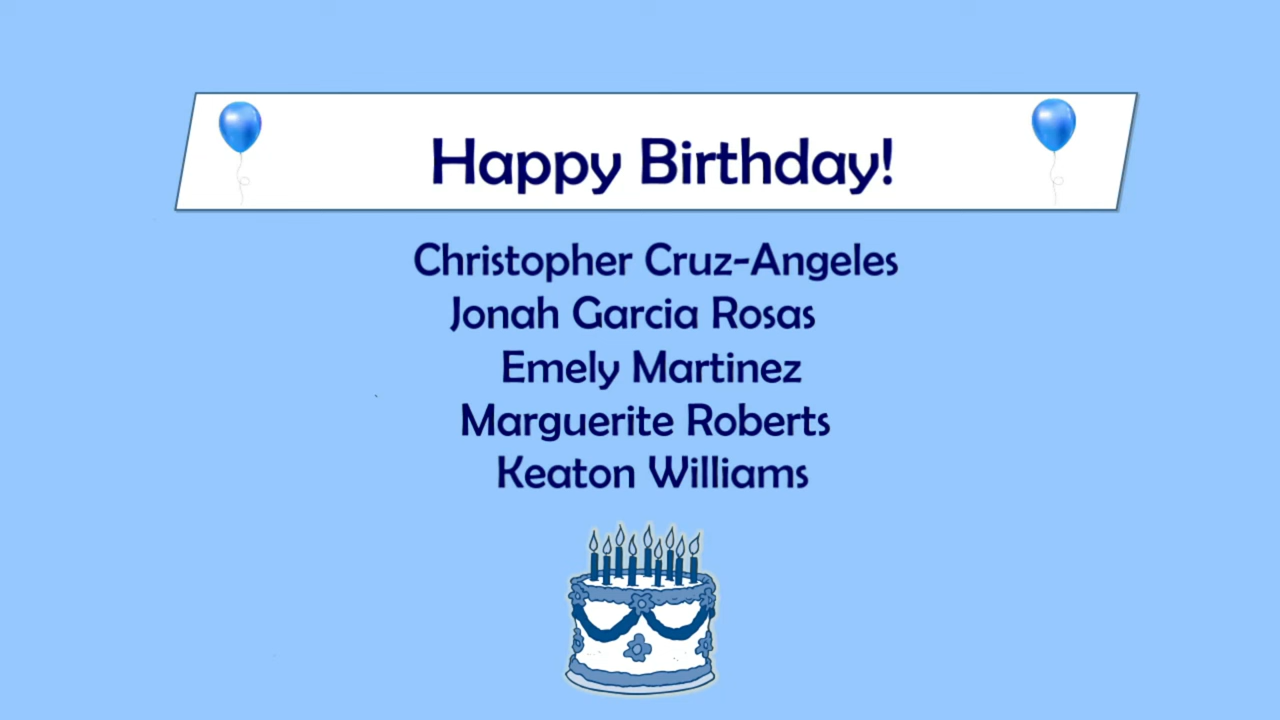 Happy Birthday!
Christopher Cruz-Angeles
Jonah Garcia Rosas
Emely Martinez
Marguerite Roberts
Keaton Williams